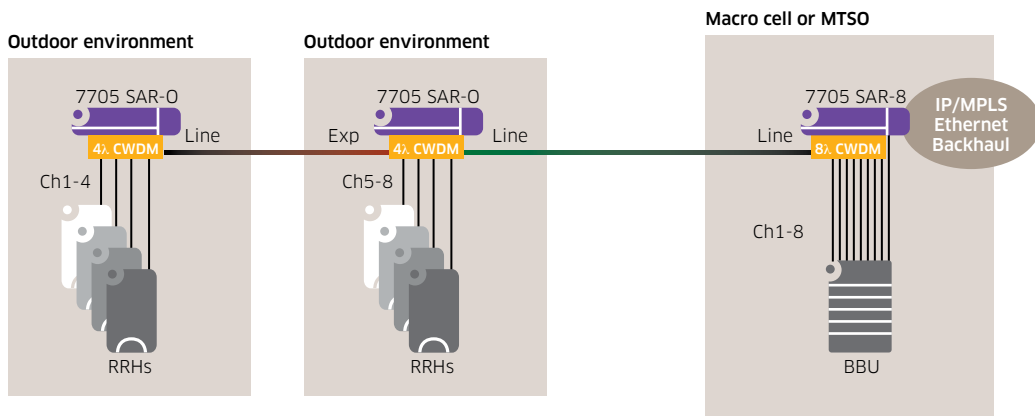 Macro cell or MTSO
Outdoor environment
Outdoor environment
7705 SAR-O
7705 SAR-O
7705 SAR-8
IP/MPLS
Ethernet
Backhaul
4λ CWDM
Line
Exp
4λ CWDM
Line
Line
8λ CWDM
Ch1-4
Ch5-8
Ch1-8
RRHs
RRHs
BBU